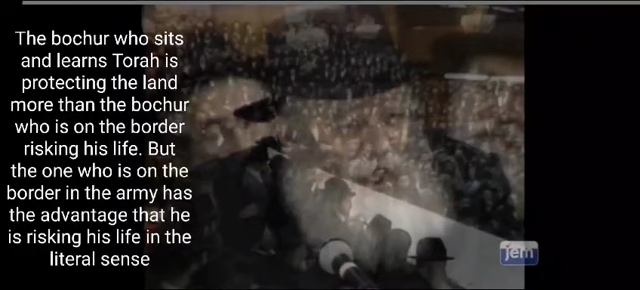 The bochur who sits
and learns Torah is
protecting the land
more than the bochur
who is on the border
risking his life. But
the one who is on the
border in the army has
the advantage that he
is risking his life in the
literal sense
jem